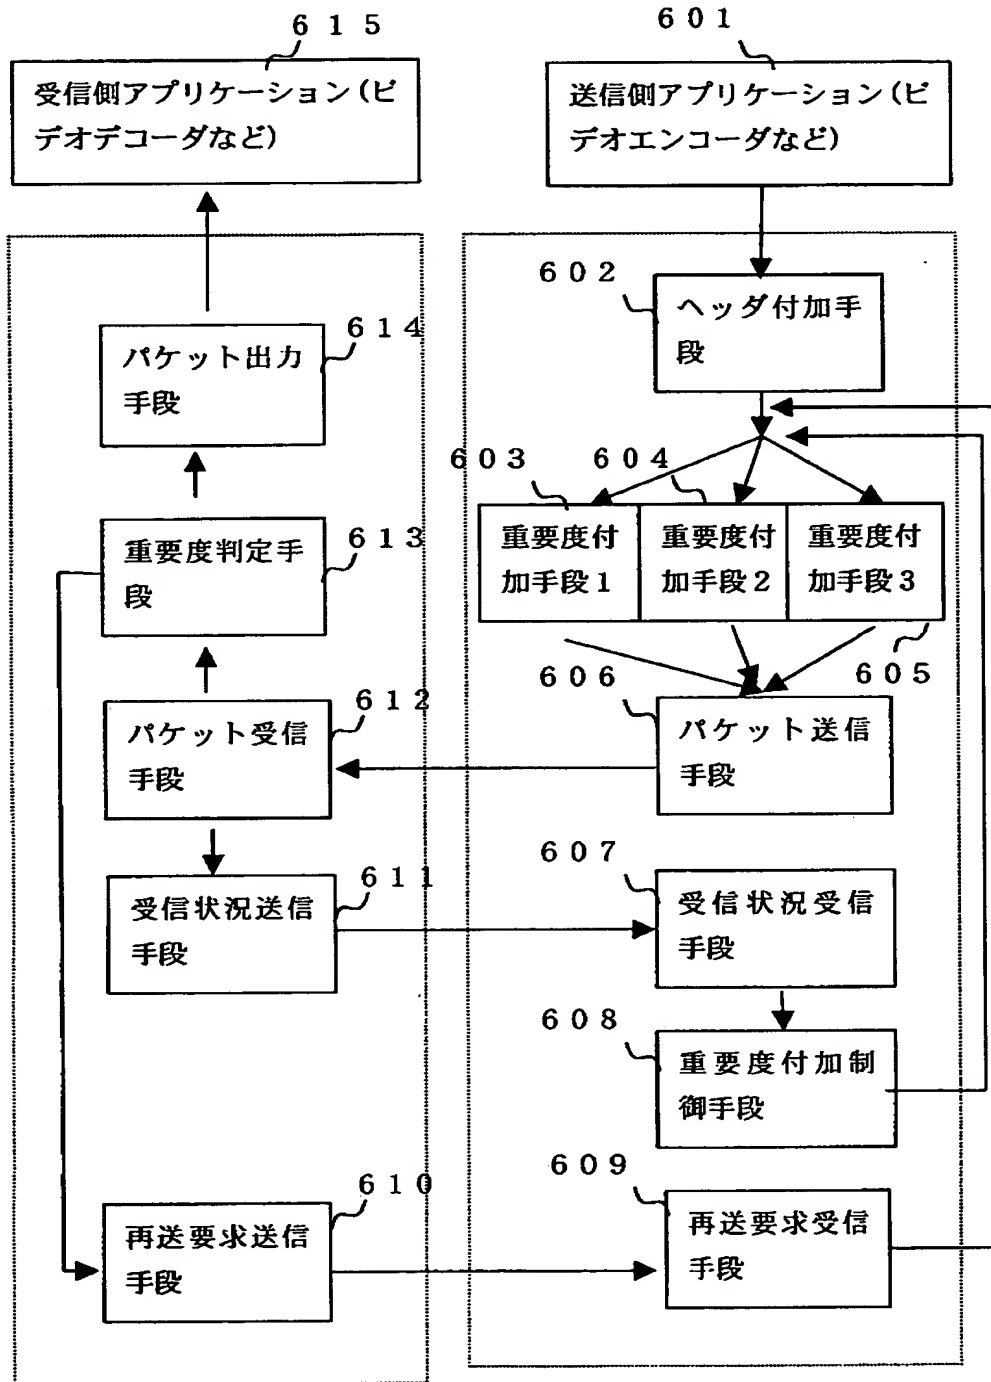 ６１５
６０１
受信側アプリケーション（ビ
デオデコーダなど）
送信側アプリケーション（ビ
デオエンコーダなど）
６０２
ヘッダ付加手
段
６１４
パケット出力
手段
６０３
６０４
重要度付
加手段１
重要度付
加手段２
重要度付
加手段３
６０５
６１３
重要度判定手
段
６０６
パケット送信
手段
６１２
パケット受信
手段
６０７
受信状況受信
手段
６１１
受信状況送信
手段
６０８
重要度付加制
御手段
６０９
再送要求受信
手段
６１０
再送要求送信
手段